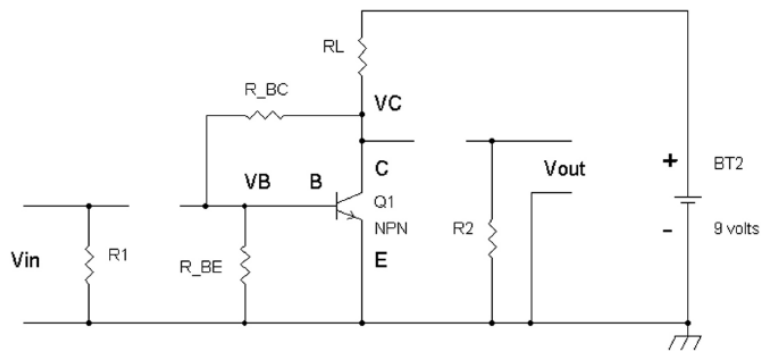 RL
R_BC
VC
C
Vout
+
BT2
VB
B
Q1
NPN
R2
-
9 volts
Vin
R1
R_BE
E